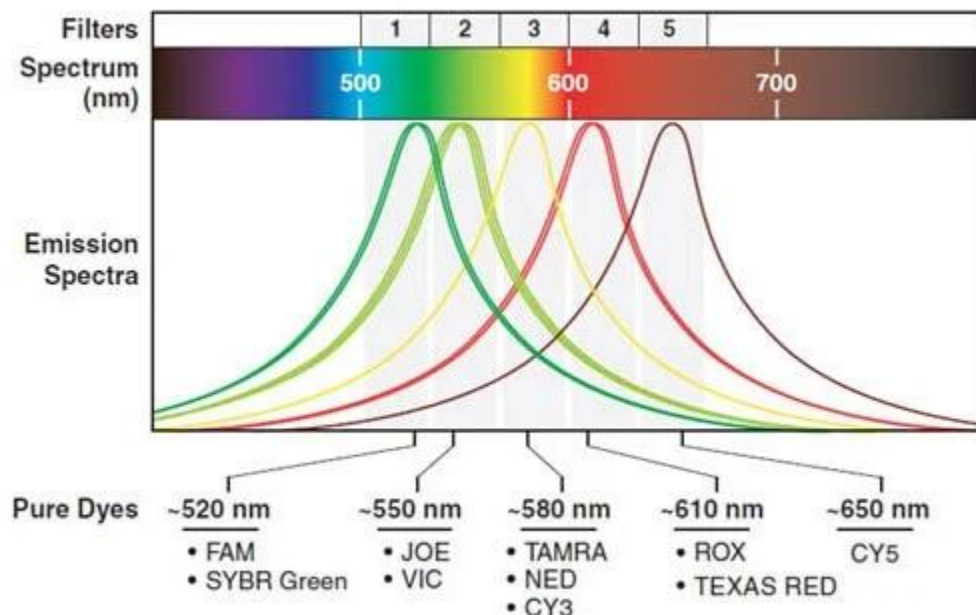 Filters 1 2 3 4 5
Spectrum
(nm)
500 600 700
Emission
Spectra
Pure Dyes ~520 nm ~550 nm ~580 nm ~610 nm ~650 nm
• FAM • JOE • TAMRA • ROX CY5
• SYBR Green • VIC • NED • TEXAS RED
• CY3